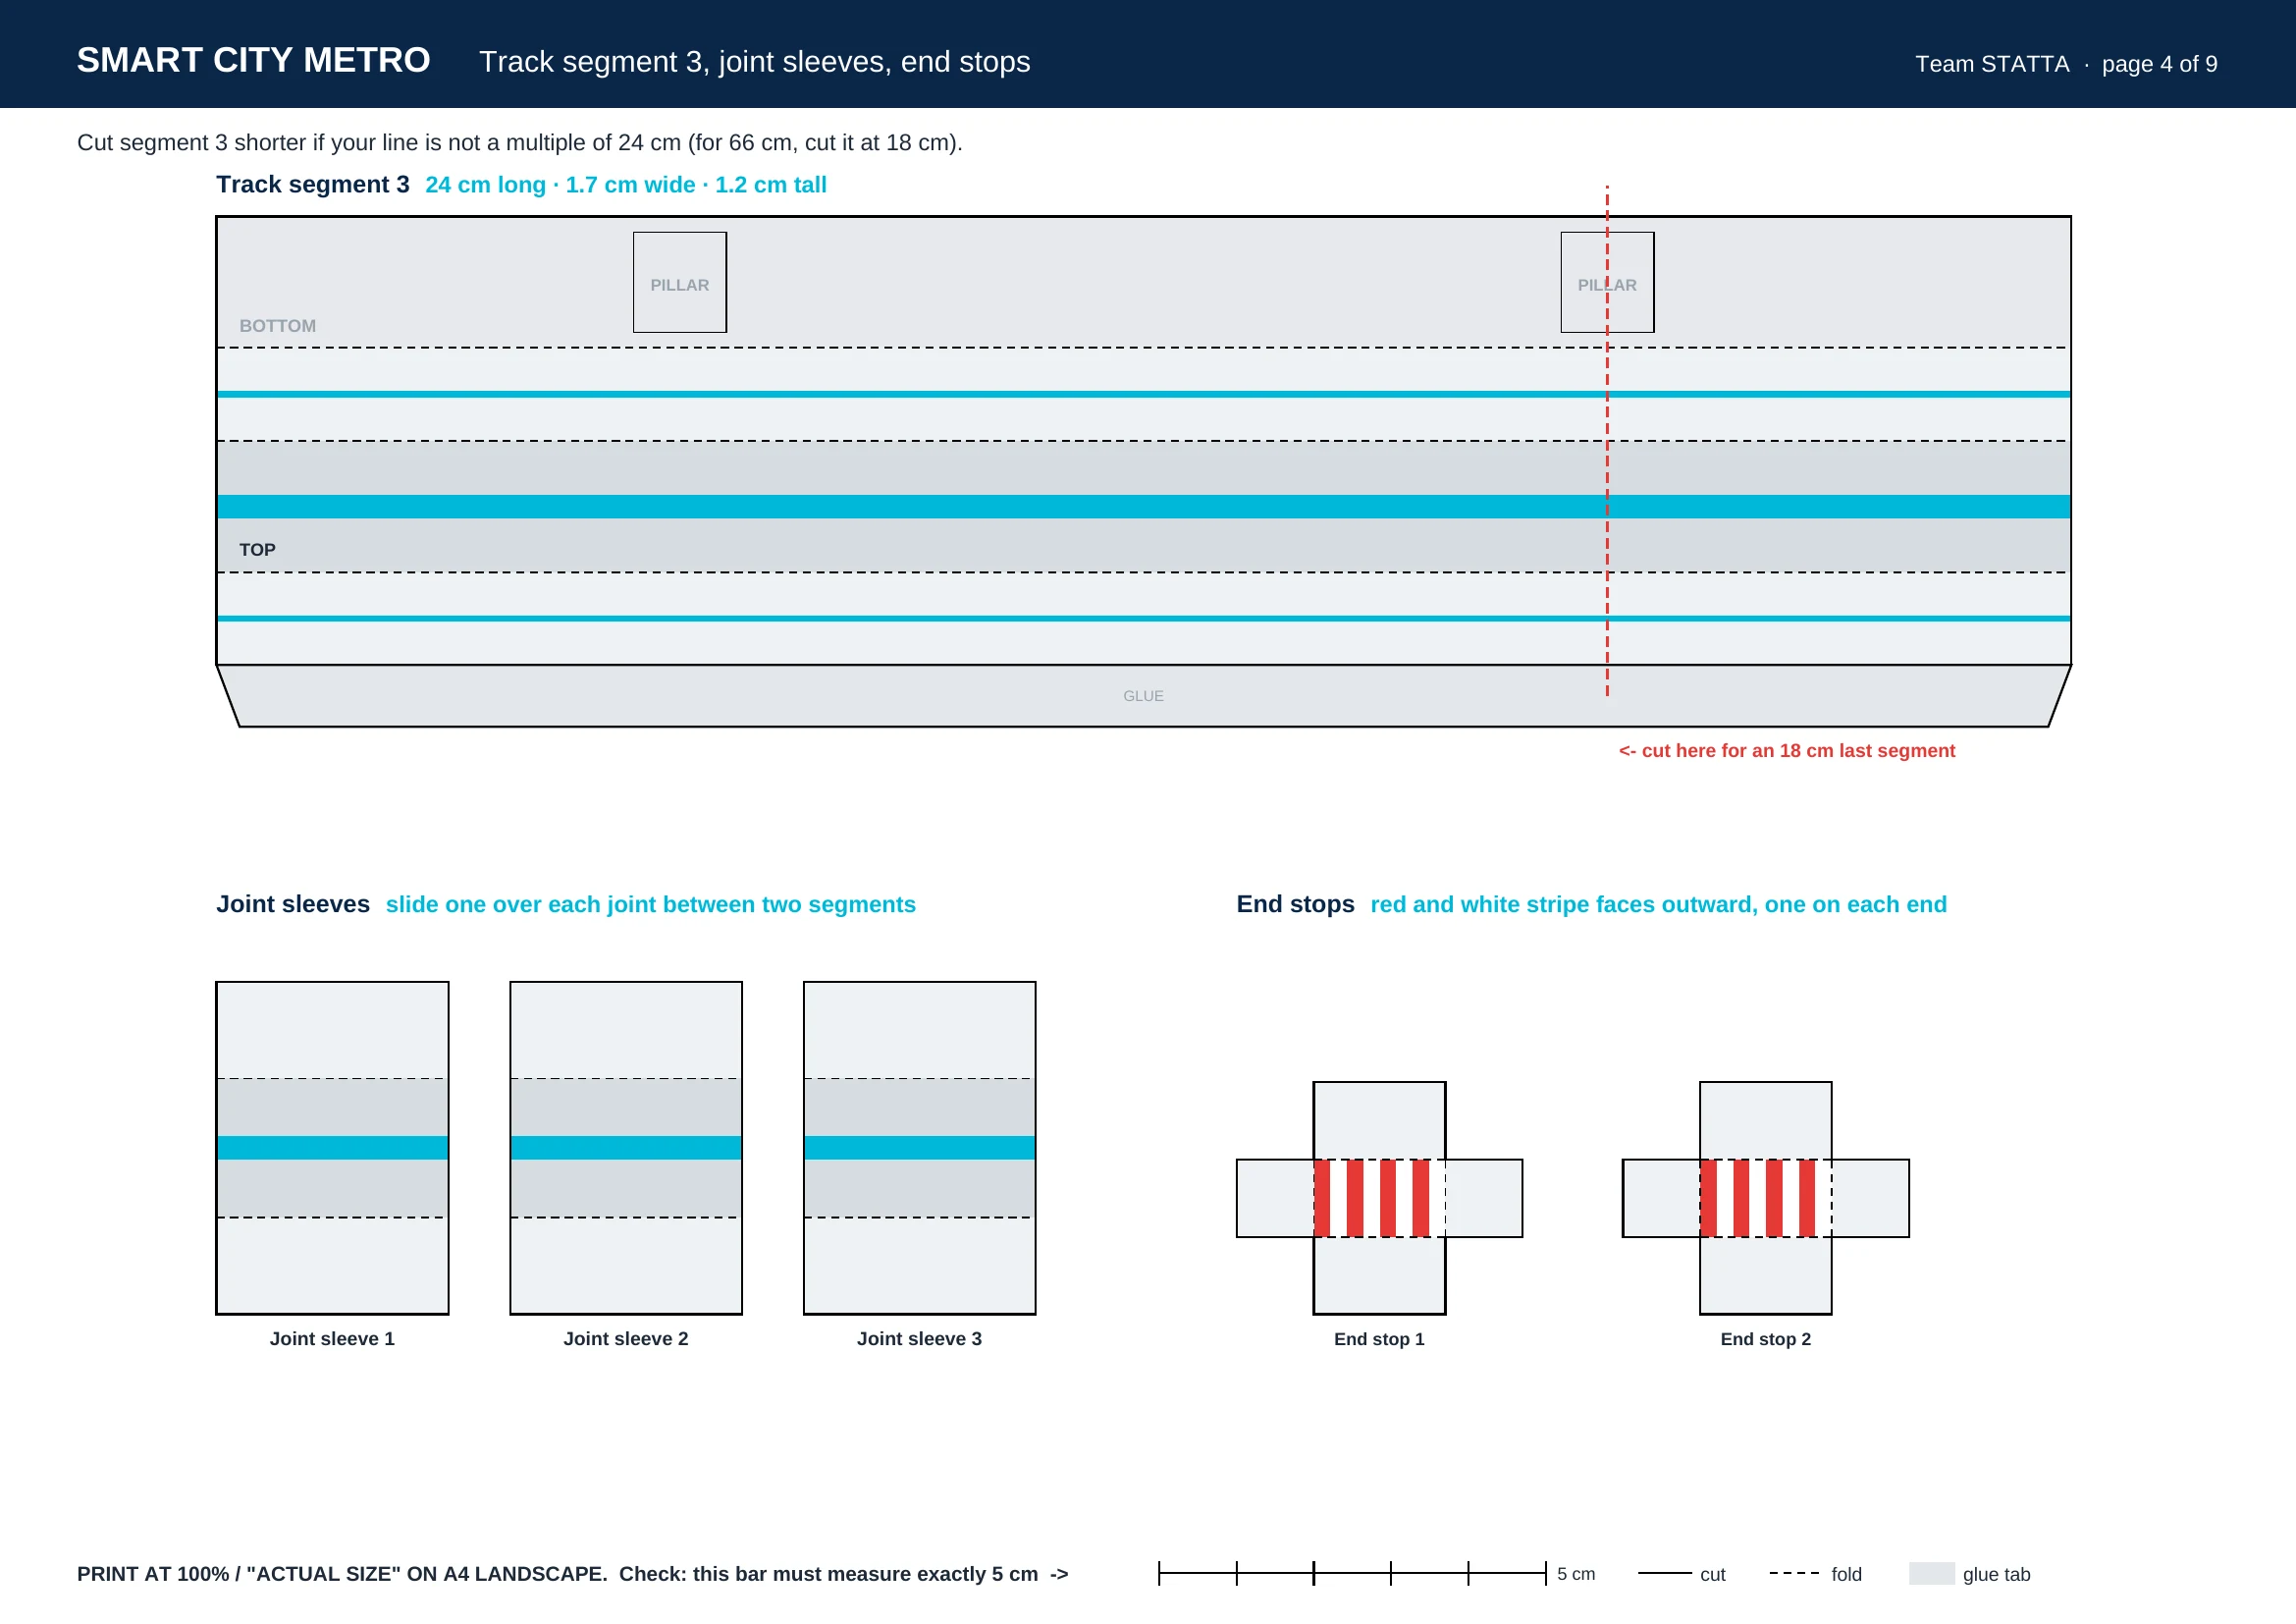 SMART CITY METRO Track segment 3, joint sleeves, end stops Team STATTA · page 4 of 9
Cut segment 3 shorter if your line is not a multiple of 24 cm (for 66 cm, cut it at 18 cm).
Track segment 3 24 cm long · 1.7 cm wide · 1.2 cm tall
PILLAR PILLAR
BOTTOM
TOP
GLUE
<- cut here for an 18 cm last segment
Joint sleeves slide one over each joint between two segments
End stops red and white stripe faces outward, one on each end
Joint sleeve 1 Joint sleeve 2 Joint sleeve 3 End stop 1 End stop 2
PRINT AT 100% / "ACTUAL SIZE" ON A4 LANDSCAPE. Check: this bar must measure exactly 5 cm -> 5 cm cut fold glue tab